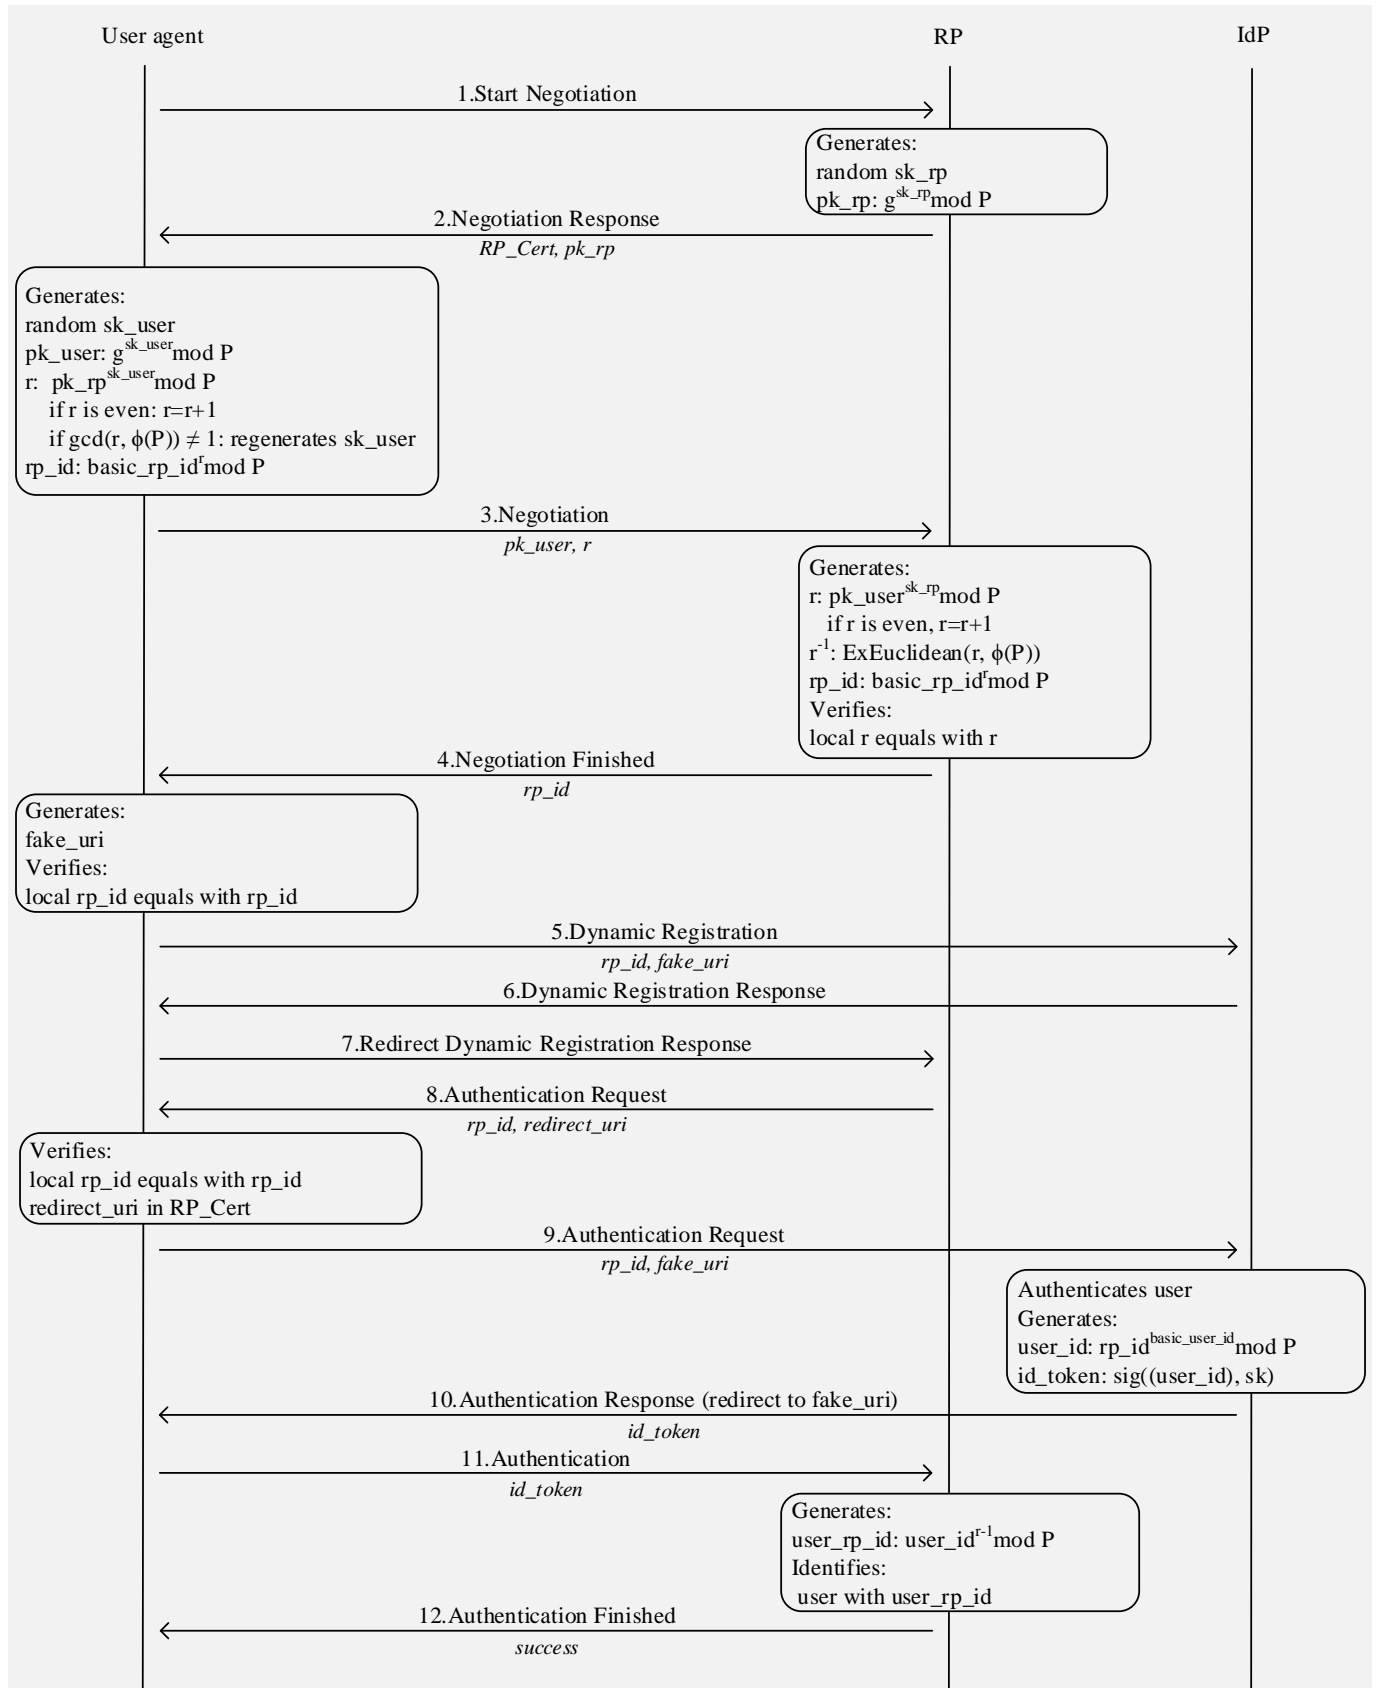 User agent
RP
IdP
1.Start Negotiation
Generates:
random sk_rp
pk_rp: g^sk_rp mod P
2.Negotiation Response
RP_Cert, pk_rp
Generates:
random sk_user
pk_user: g^sk_user mod P
r: pk_rp^sk_user mod P
if r is even: r=r+1
if gcd(r, ϕ(P)) ≠ 1: regenerates sk_user
rp_id: basic_rp_id^r mod P
3.Negotiation
pk_user, r
Generates:
r: pk_user^sk_rp mod P
if r is even, r=r+1
r^-1: ExEuclidean(r, ϕ(P))
rp_id: basic_rp_id^r mod P
Verifies:
local r equals with r
4.Negotiation Finished
rp_id
Generates:
fake_uri
Verifies:
local rp_id equals with rp_id
5.Dynamic Registration
rp_id, fake_uri
6.Dynamic Registration Response
7.Redirect Dynamic Registration Response
8.Authentication Request
rp_id, redirect_uri
Verifies:
local rp_id equals with rp_id
redirect_uri in RP_Cert
9.Authentication Request
rp_id, fake_uri
Authenticates user
Generates:
user_id: rp_id^basic_user_id mod P
id_token: sig((user_id), sk)
10.Authentication Response (redirect to fake_uri)
id_token
11.Authentication
id_token
Generates:
user_rp_id: user_id^r-1 mod P
Identifies:
user with user_rp_id
12.Authentication Finished
success